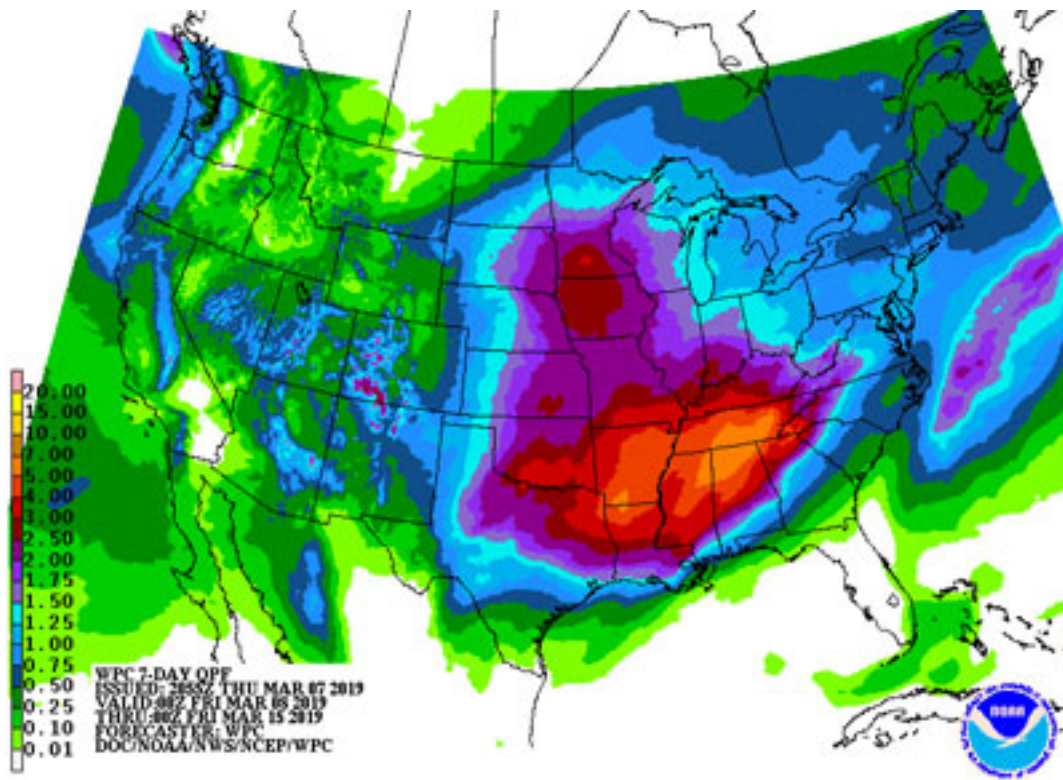 20.00
15.00
10.00
7.00
5.00
4.00
3.00
2.50
2.00
1.75
1.50
1.25
1.00
0.75
0.50
0.25
0.10
0.01
WPC 7-DAY QPF
ISSUED: 2055Z THU MAR 07 2019
VALID:00Z FRI MAR 08 2019
THRU:00Z FRI MAR 15 2019
FORECASTER: WPC
DOC/NOAA/NWS/NCEP/WPC
NOAA